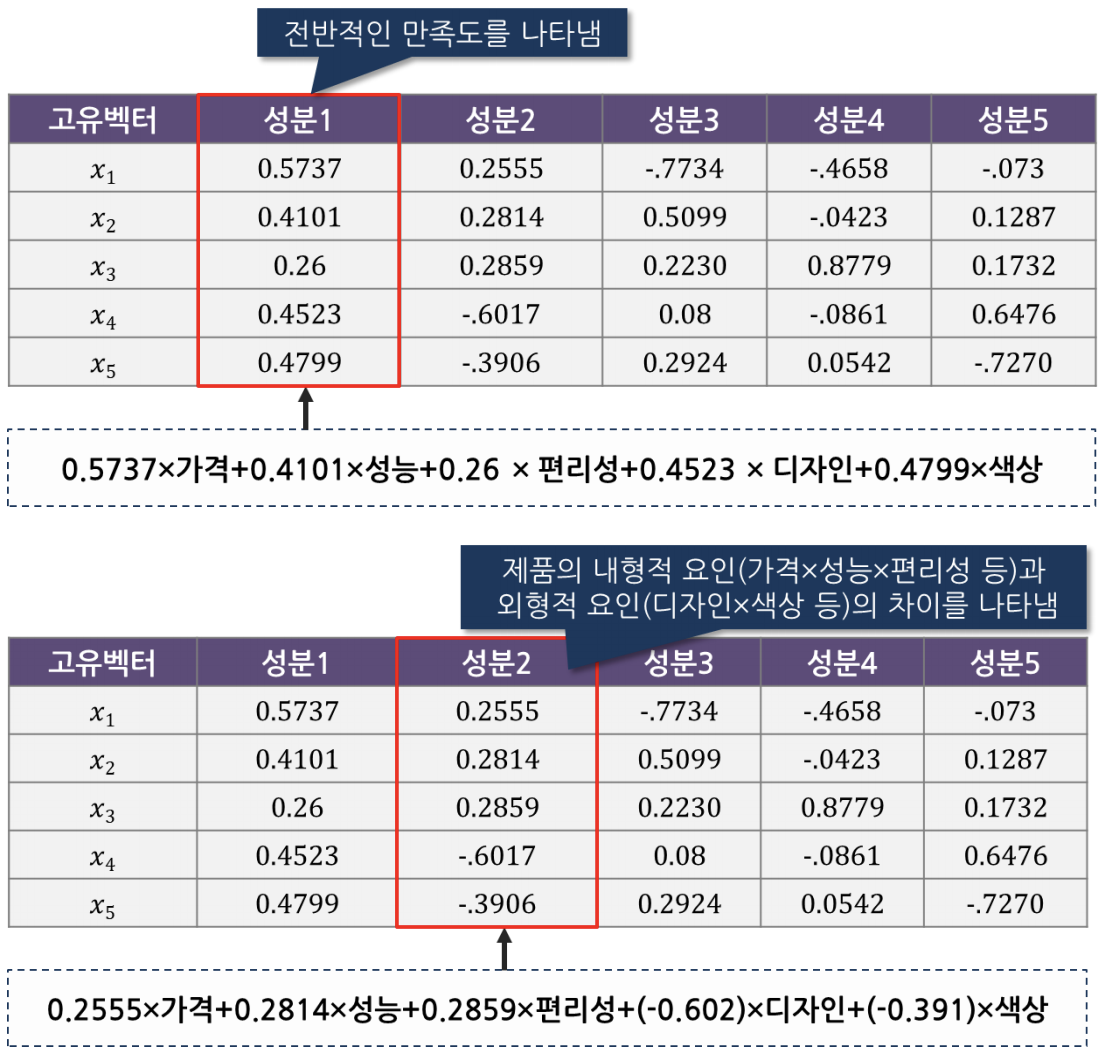 전반적인 만족도를 나타냄
고유벡터 성분1 성분2 성분3 성분4 성분5
x₁ 0.5737 0.2555 -.7734 -.4658 -.073
x₂ 0.4101 0.2814 0.5099 -.0423 0.1287
x₃ 0.26 0.2859 0.2230 0.8779 0.1732
x₄ 0.4523 -.6017 0.08 -.0861 0.6476
x₅ 0.4799 -.3906 0.2924 0.0542 -.7270
0.5737×가격+0.4101×성능+0.26 × 편리성+0.4523 × 디자인+0.4799×색상
제품의 내형적 요인(가격×성능×편리성 등)과
외형적 요인(디자인×색상 등)의 차이를 나타냄
고유벡터 성분1 성분2 성분3 성분4 성분5
x₁ 0.5737 0.2555 -.7734 -.4658 -.073
x₂ 0.4101 0.2814 0.5099 -.0423 0.1287
x₃ 0.26 0.2859 0.2230 0.8779 0.1732
x₄ 0.4523 -.6017 0.08 -.0861 0.6476
x₅ 0.4799 -.3906 0.2924 0.0542 -.7270
0.2555×가격+0.2814×성능+0.2859×편리성+(-0.602)×디자인+(-0.391)×색상